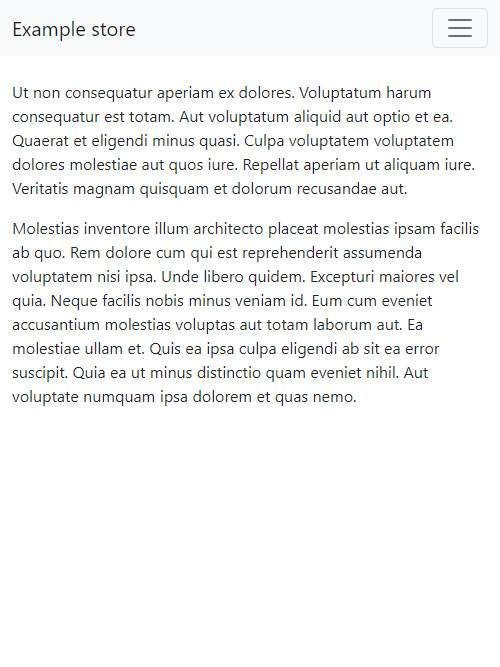 Example store
Ut non consequatur aperiam ex dolores. Voluptatum harum
consequatur est totam. Aut voluptatum aliquid aut optio et ea.
Quaerat et eligendi minus quasi. Culpa voluptatem voluptatem
dolores molestiae aut quos iure. Repellat aperiam ut aliquam iure.
Veritatis magnam quisquam et dolorum recusandae aut.
Molestias inventore illum architecto placeat molestias ipsam facilis
ab quo. Rem dolore cum qui est reprehenderit assumenda
voluptatem nisi ipsa. Unde libero quidem. Excepturi maiores vel
quia. Neque facilis nobis minus veniam id. Eum cum eveniet
accusantium molestias voluptas aut totam laborum aut. Ea
molestiae ullam et. Quis ea ipsa culpa eligendi ab sit ea error
suscipit. Quia ea ut minus distinctio quam eveniet nihil. Aut
voluptate numquam ipsa dolorem et quas nemo.